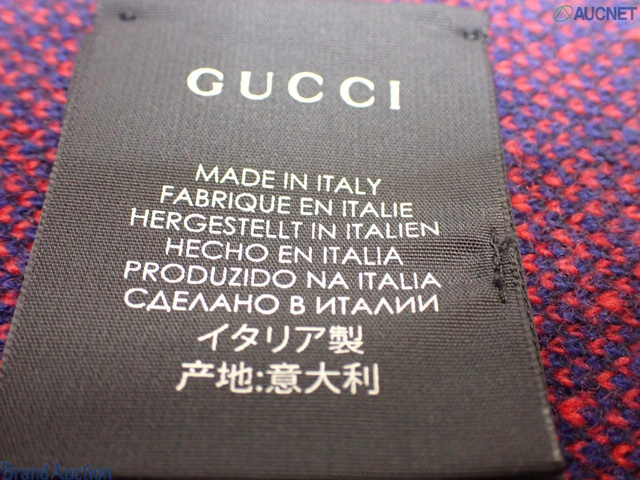 AUCNET
GUCCI
MADE IN ITALY
FABRIQUE EN ITALIE
HERGESTELLT IN ITALIEN
HECHO EN ITALIA
PRODUZIDO NA ITALIA
СДЕЛАНО В ИТАЛИИ
イタリア製
产地:意大利
Brand Auction